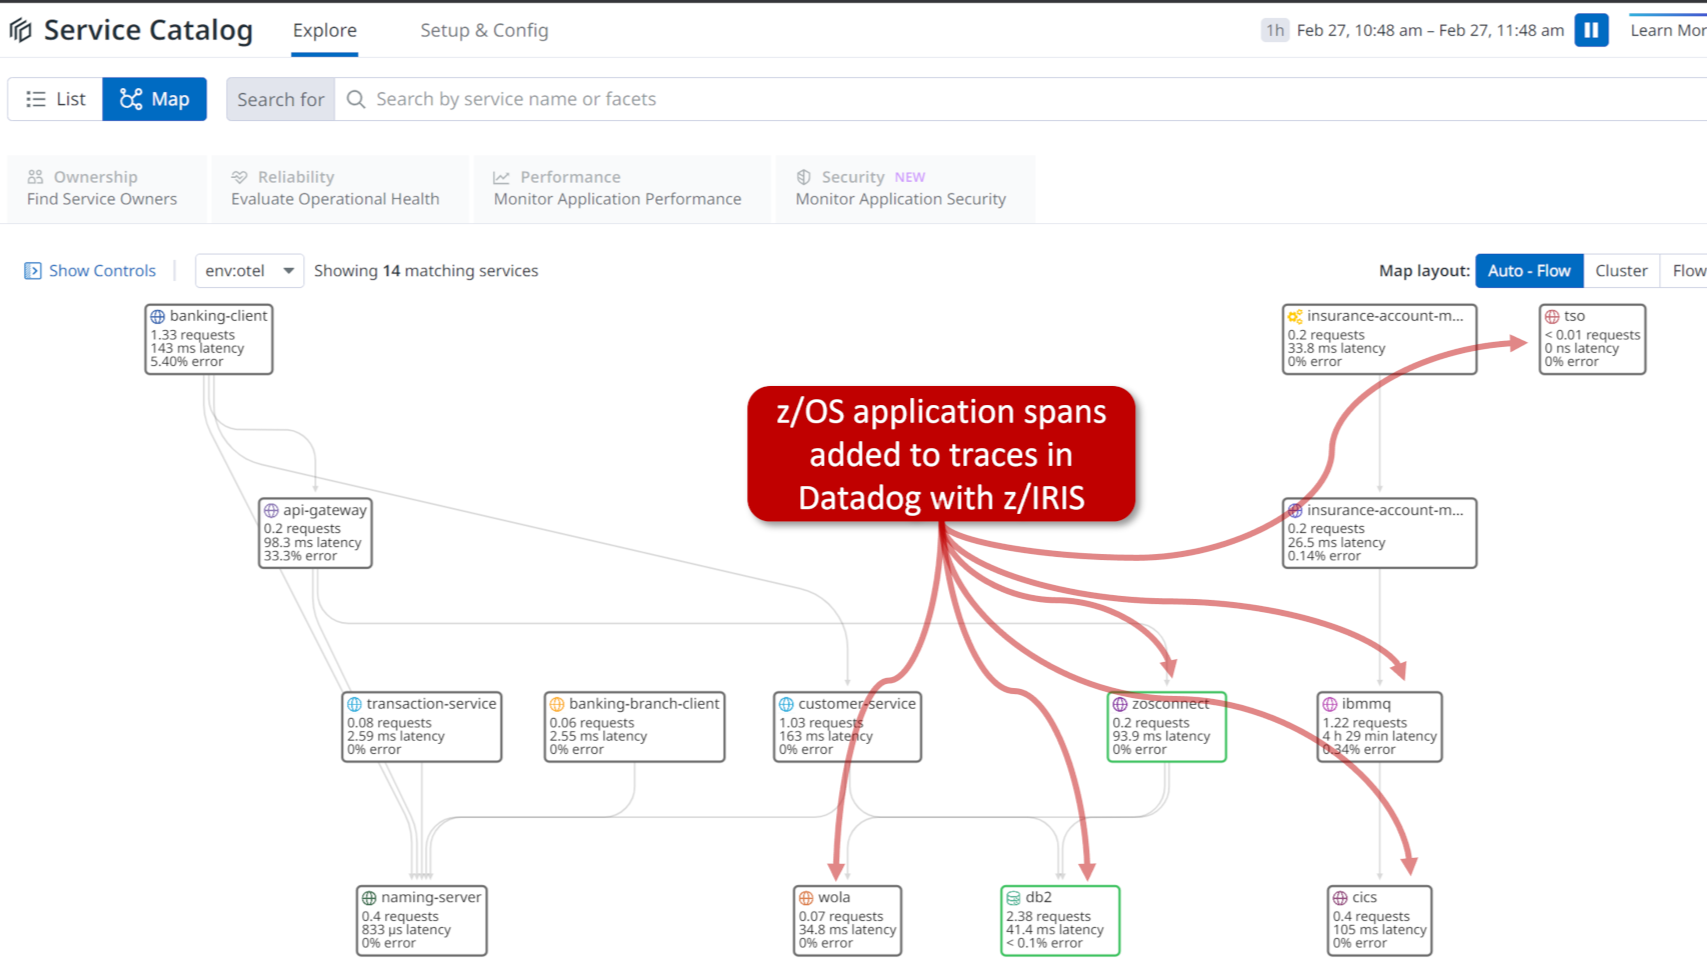 Service Catalog
Explore
Setup & Config
1h
Feb 27, 10:48 am – Feb 27, 11:48 am
Learn Mor
List
Map
Search for
Search by service name or facets
Ownership
Find Service Owners
Reliability
Evaluate Operational Health
Performance
Monitor Application Performance
Security NEW
Monitor Application Security
Show Controls
env:otel
Showing 14 matching services
Map layout:
Auto - Flow
Cluster
Flow
banking-client
1.33 requests
143 ms latency
5.40% error
insurance-account-m...
0.2 requests
33.8 ms latency
0% error
tso
< 0.01 requests
0 ns latency
0% error
z/OS application spans
added to traces in
Datadog with z/IRIS
api-gateway
0.2 requests
98.3 ms latency
33.3% error
insurance-account-m...
0.2 requests
26.5 ms latency
0.14% error
transaction-service
0.08 requests
2.59 ms latency
0% error
banking-branch-client
0.06 requests
2.55 ms latency
0% error
customer-service
1.03 requests
163 ms latency
0% error
zosconnect
0.2 requests
93.9 ms latency
0% error
ibmmq
1.22 requests
4 h 29 min latency
0.34% error
naming-server
0.4 requests
833 µs latency
0% error
wola
0.07 requests
34.8 ms latency
0% error
db2
2.38 requests
41.4 ms latency
< 0.1% error
cics
0.4 requests
105 ms latency
0% error